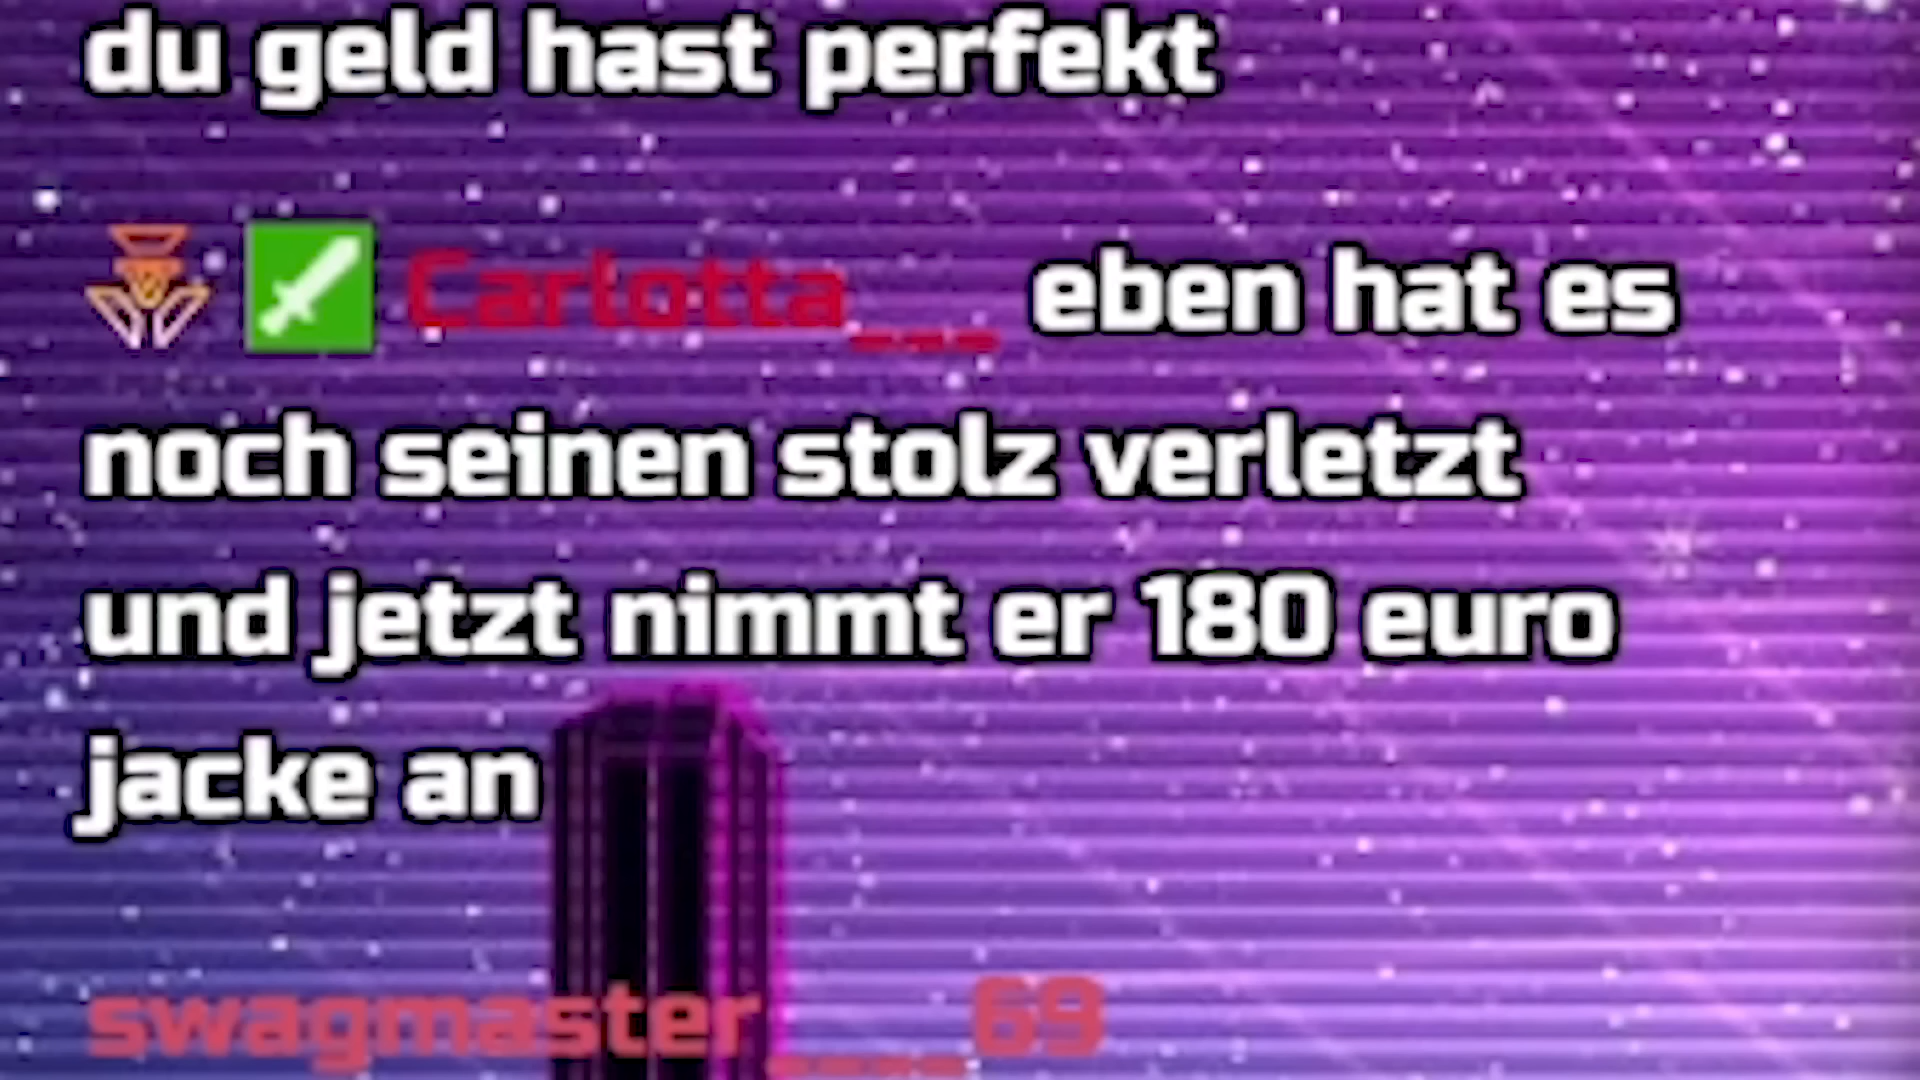 du geld hast perfekt
Carlotta___ eben hat es
noch seinen stolz verletzt
und jetzt nimmt er 180 euro
jacke an
swagmaster____69